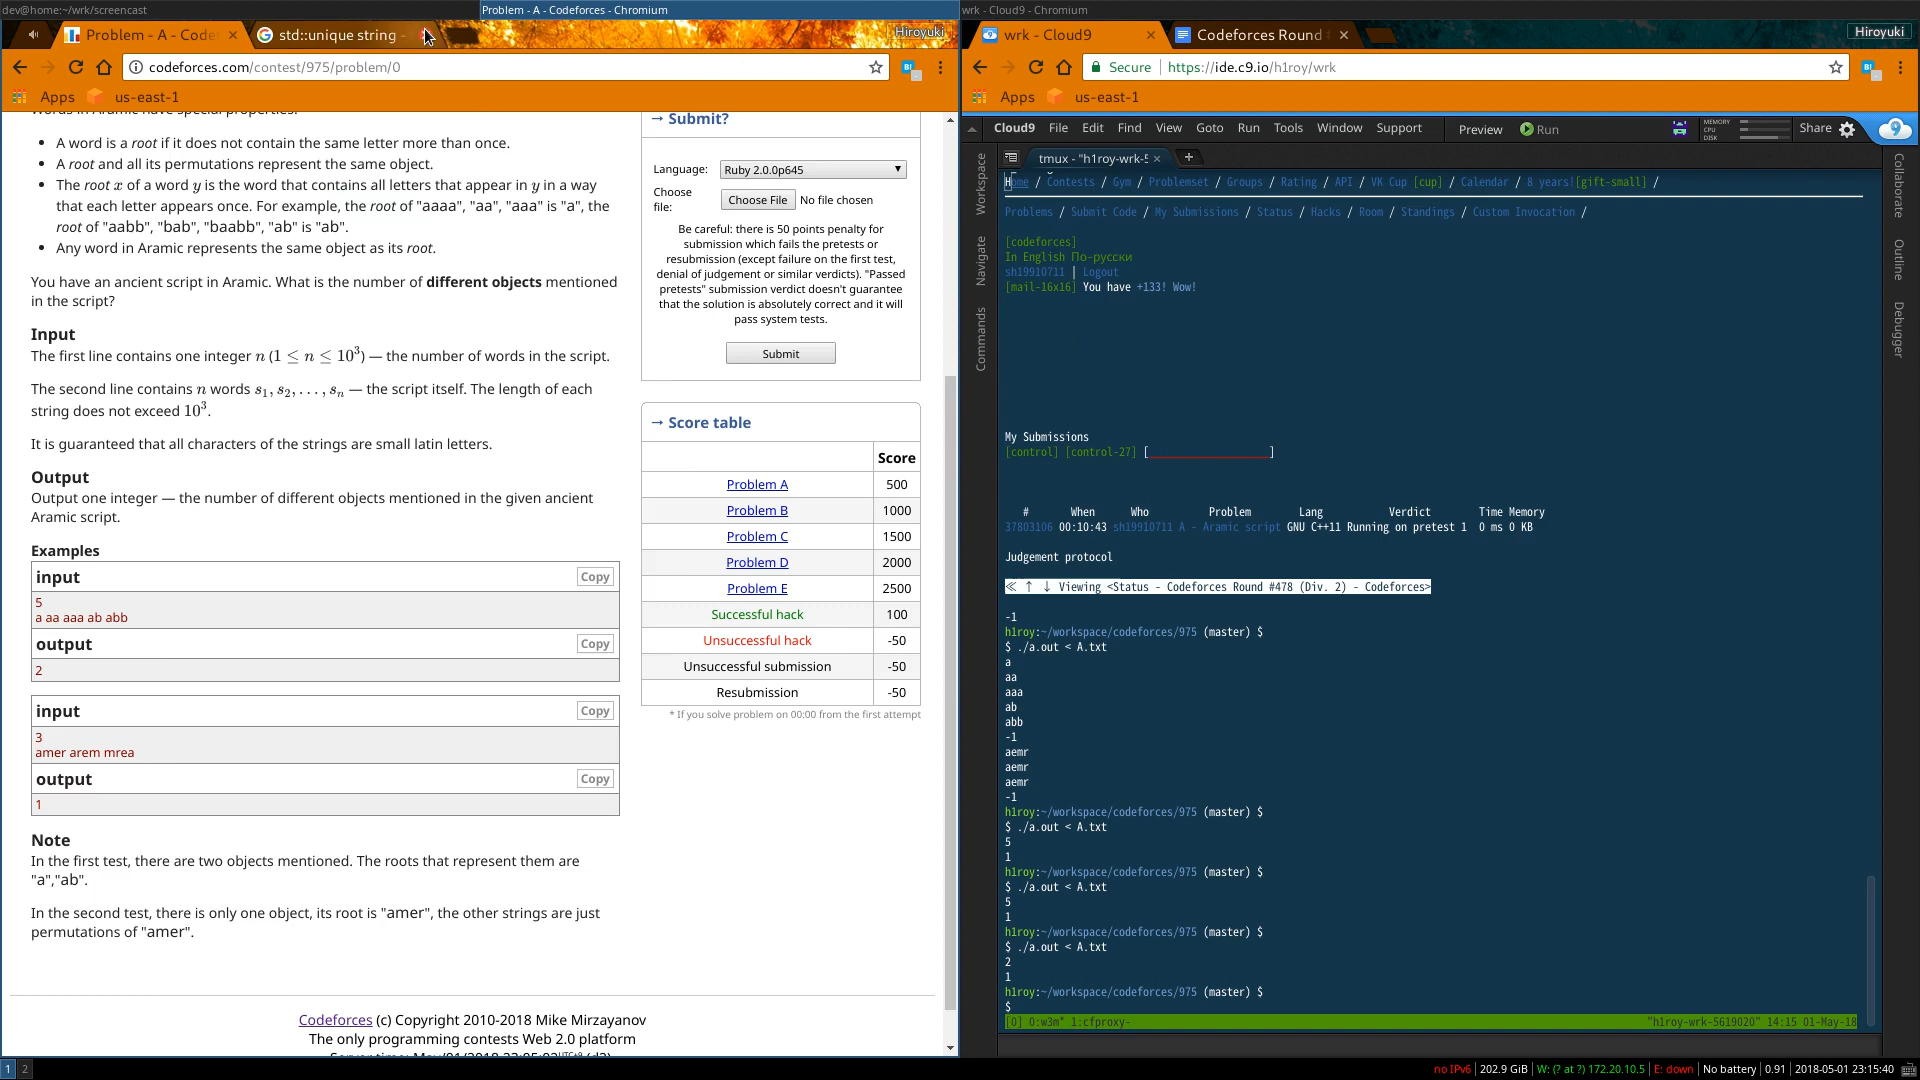 dev@home:~/wrk/screencast
Problem - A - Codeforces - Chromium
Problem - A - Code
std::unique string -
Hiroyuki
codeforces.com/contest/975/problem/0
Apps
us-east-1
Words in Aramic have special properties:
A word is a root if it does not contain the same letter more than once.
A root and all its permutations represent the same object.
The root x of a word y is the word that contains all letters that appear in y in a way
that each letter appears once. For example, the root of "aaaa", "aa", "aaa" is "a", the
root of "aabb", "bab", "baabb", "ab" is "ab".
Any word in Aramic represents the same object as its root.
You have an ancient script in Aramic. What is the number of different objects mentioned
in the script?
Input
The first line contains one integer n (1 ≤ n ≤ 10³) — the number of words in the script.
The second line contains n words s₁, s₂, . . . , sₙ — the script itself. The length of each
string does not exceed 10³.
It is guaranteed that all characters of the strings are small latin letters.
Output
Output one integer — the number of different objects mentioned in the given ancient
Aramic script.
Examples
input
Copy
5
a aa aaa ab abb
output
Copy
2
input
Copy
3
amer arem mrea
output
Copy
1
Note
In the first test, there are two objects mentioned. The roots that represent them are
"a","ab".
In the second test, there is only one object, its root is "amer", the other strings are just
permutations of "amer".
Codeforces (c) Copyright 2010-2018 Mike Mirzayanov
The only programming contests Web 2.0 platform
→ Submit?
Language: Ruby 2.0.0p645
Choose
file:
Choose File No file chosen
Be careful: there is 50 points penalty for
submission which fails the pretests or
resubmission (except failure on the first test,
denial of judgement or similar verdicts). "Passed
pretests" submission verdict doesn't guarantee
that the solution is absolutely correct and it will
pass system tests.
Submit
→ Score table
Score
Problem A 500
Problem B 1000
Problem C 1500
Problem D 2000
Problem E 2500
Successful hack 100
Unsuccessful hack -50
Unsuccessful submission -50
Resubmission -50
* If you solve problem on 00:00 from the first attempt
wrk - Cloud9 - Chromium
wrk - Cloud9
Codeforces Round
Hiroyuki
Secure https://ide.c9.io/h1roy/wrk
Apps
us-east-1
Cloud9 File Edit Find View Goto Run Tools Window Support
Preview
Run
MEMORY
CPU
DISK
Share
tmux - "h1roy-wrk-5
Workspace
Navigate
Commands
Collaborate
Outline
Debugger
Home / Contests / Gym / Problemset / Groups / Rating / API / VK Cup [cup] / Calendar / 8 years![gift-small] /
Problems / Submit Code / My Submissions / Status / Hacks / Room / Standings / Custom Invocation /
[codeforces]
In English По-русски
sh19910711 | Logout
[mail-16x16] You have +133! Wow!
My Submissions
[control] [control-27] [____________________]
# When Who Problem Lang Verdict Time Memory
37803106 00:10:43 sh19910711 A - Aramic script GNU C++11 Running on pretest 1 0 ms 0 KB
Judgement protocol
≪ ↑ ↓ Viewing <Status - Codeforces Round #478 (Div. 2) - Codeforces>
-1
h1roy:~/workspace/codeforces/975 (master) $
$ ./a.out < A.txt
a
aa
aaa
ab
abb
-1
aemr
aemr
aemr
-1
h1roy:~/workspace/codeforces/975 (master) $
$ ./a.out < A.txt
5
1
h1roy:~/workspace/codeforces/975 (master) $
$ ./a.out < A.txt
5
1
h1roy:~/workspace/codeforces/975 (master) $
$ ./a.out < A.txt
2
1
h1roy:~/workspace/codeforces/975 (master) $
$
[0] 0:w3m* 1:cfproxy- "h1roy-wrk-5619020" 14:15 01-May-18
1 2
no IPv6 | 202.9 GiB | W: (? at ?) 172.20.10.5 | E: down | No battery | 0.91 | 2018-05-01 23:15:40